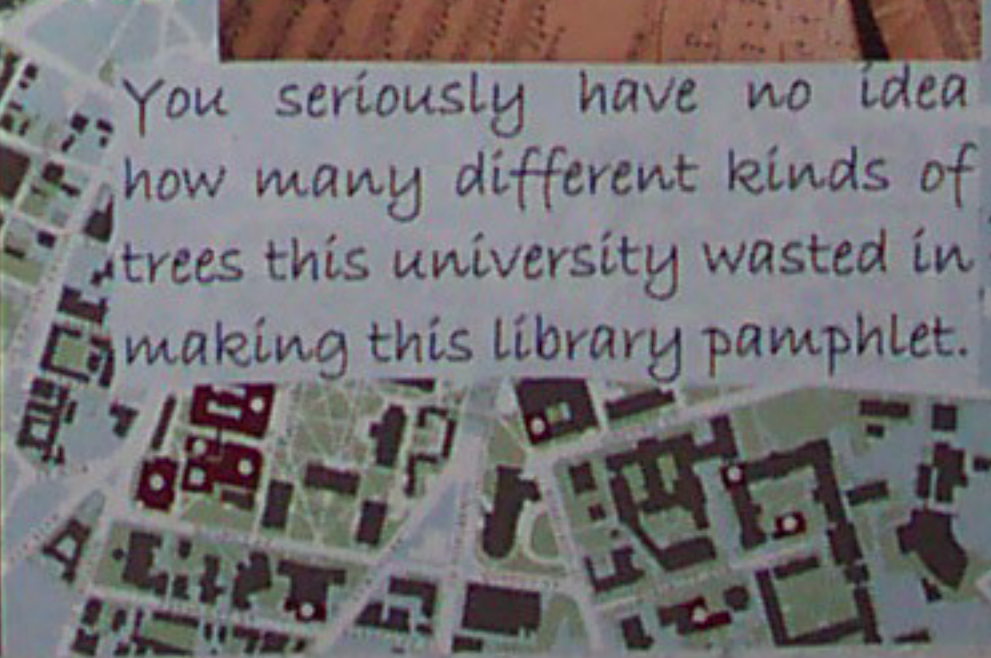 You seriously have no idea
how many different kinds of
trees this university wasted in
making this library pamphlet.